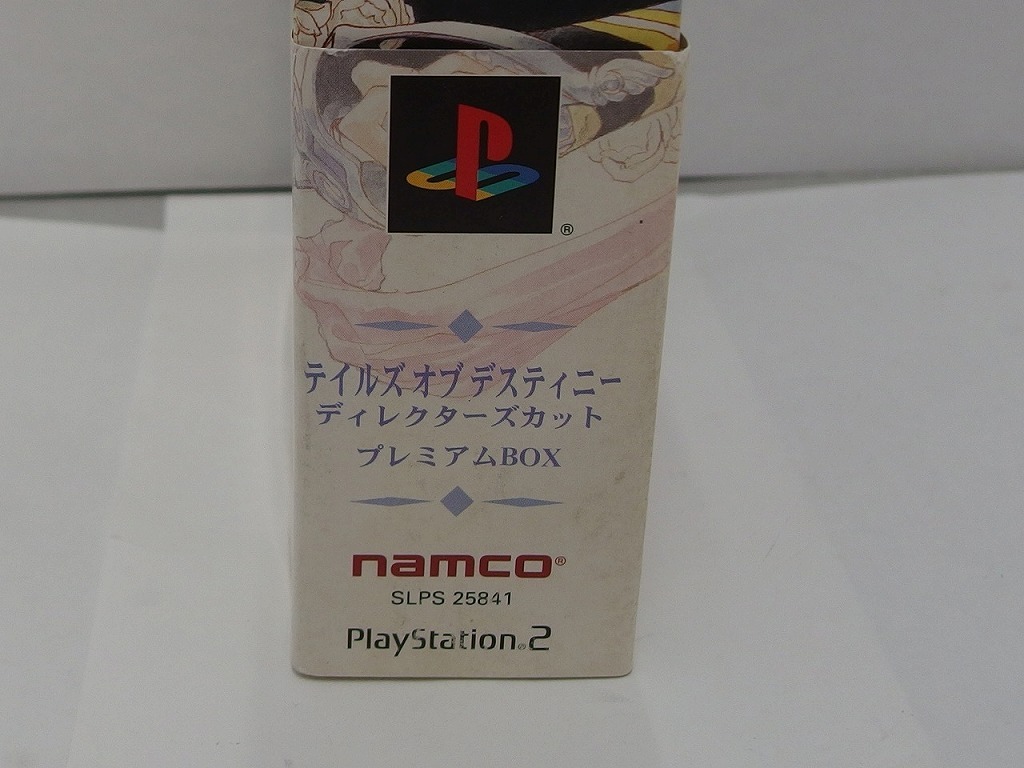 ®
テイルズ オブ デスティニー
ディレクターズカット
プレミアムBOX
namco®
SLPS 25841
PlayStation®2